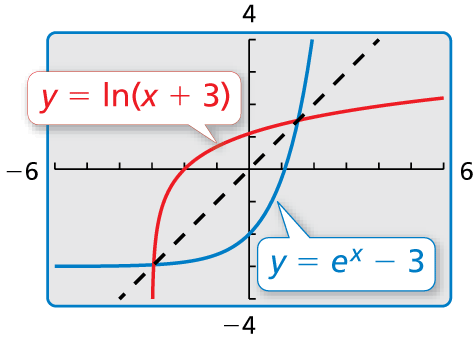 4
y = ln(x + 3)
−6
6
y = eˣ − 3
−4